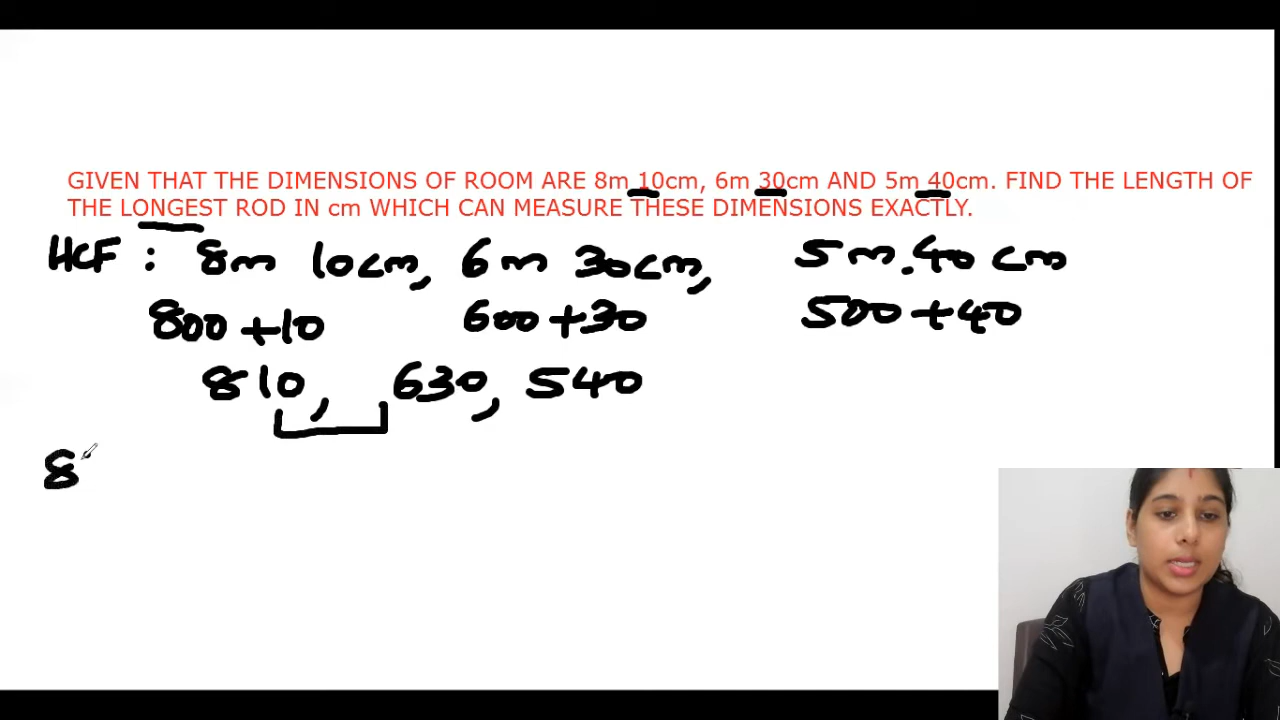 GIVEN THAT THE DIMENSIONS OF ROOM ARE 8m 10cm, 6m 30cm AND 5m 40cm. FIND THE LENGTH OF
THE LONGEST ROD IN cm WHICH CAN MEASURE THESE DIMENSIONS EXACTLY.
HCF : 8m 10cm, 6m 30cm, 5m.40cm
800+10 600+30 500+40
810, 630, 540
8